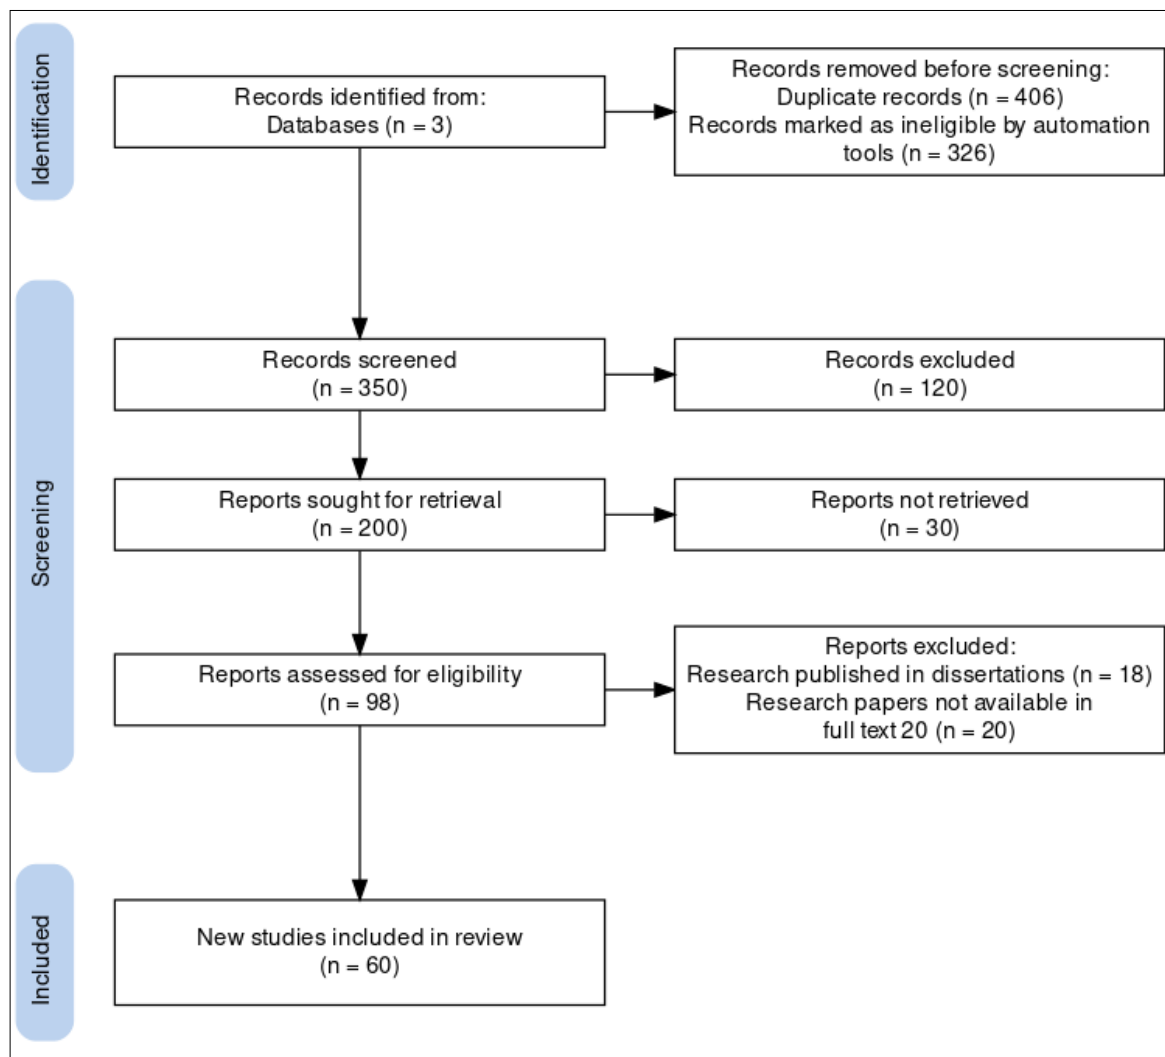 Identification
Records identified from:
Databases (n = 3)
Records removed before screening:
Duplicate records (n = 406)
Records marked as ineligible by automation
tools (n = 326)
Screening
Records screened
(n = 350)
Records excluded
(n = 120)
Reports sought for retrieval
(n = 200)
Reports not retrieved
(n = 30)
Reports assessed for eligibility
(n = 98)
Reports excluded:
Research published in dissertations (n = 18)
Research papers not available in
full text 20 (n = 20)
Included
New studies included in review
(n = 60)